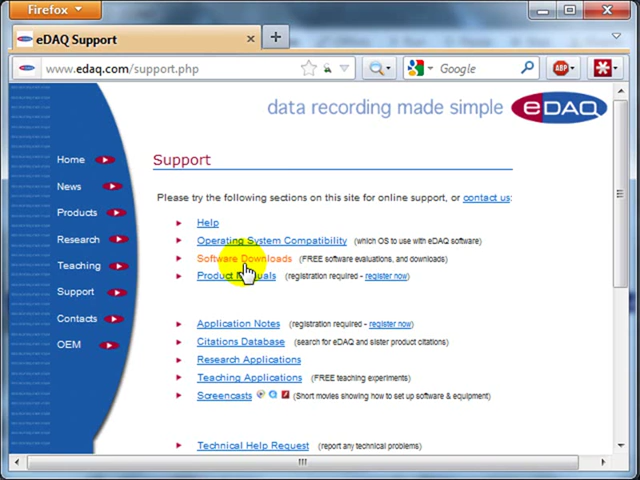 Firefox
eDAQ Support
www.edaq.com/support.php
Google
ABP
data recording made simple eDAQ
Support
Please try the following sections on this site for online support, or contact us:
Home
News
Products
Research
Teaching
Support
Contacts
OEM
Help
Operating System Compatibility (which OS to use with eDAQ software)
Software Downloads (FREE software evaluations, and downloads)
Product Manuals (registration required - register now)
Application Notes (registration required - register now)
Citations Database (search for eDAQ and sister product citations)
Research Applications
Teaching Applications (FREE teaching experiments)
Screencasts (Short movies showing how to set up software & equipment)
Technical Help Request (report any technical problems)